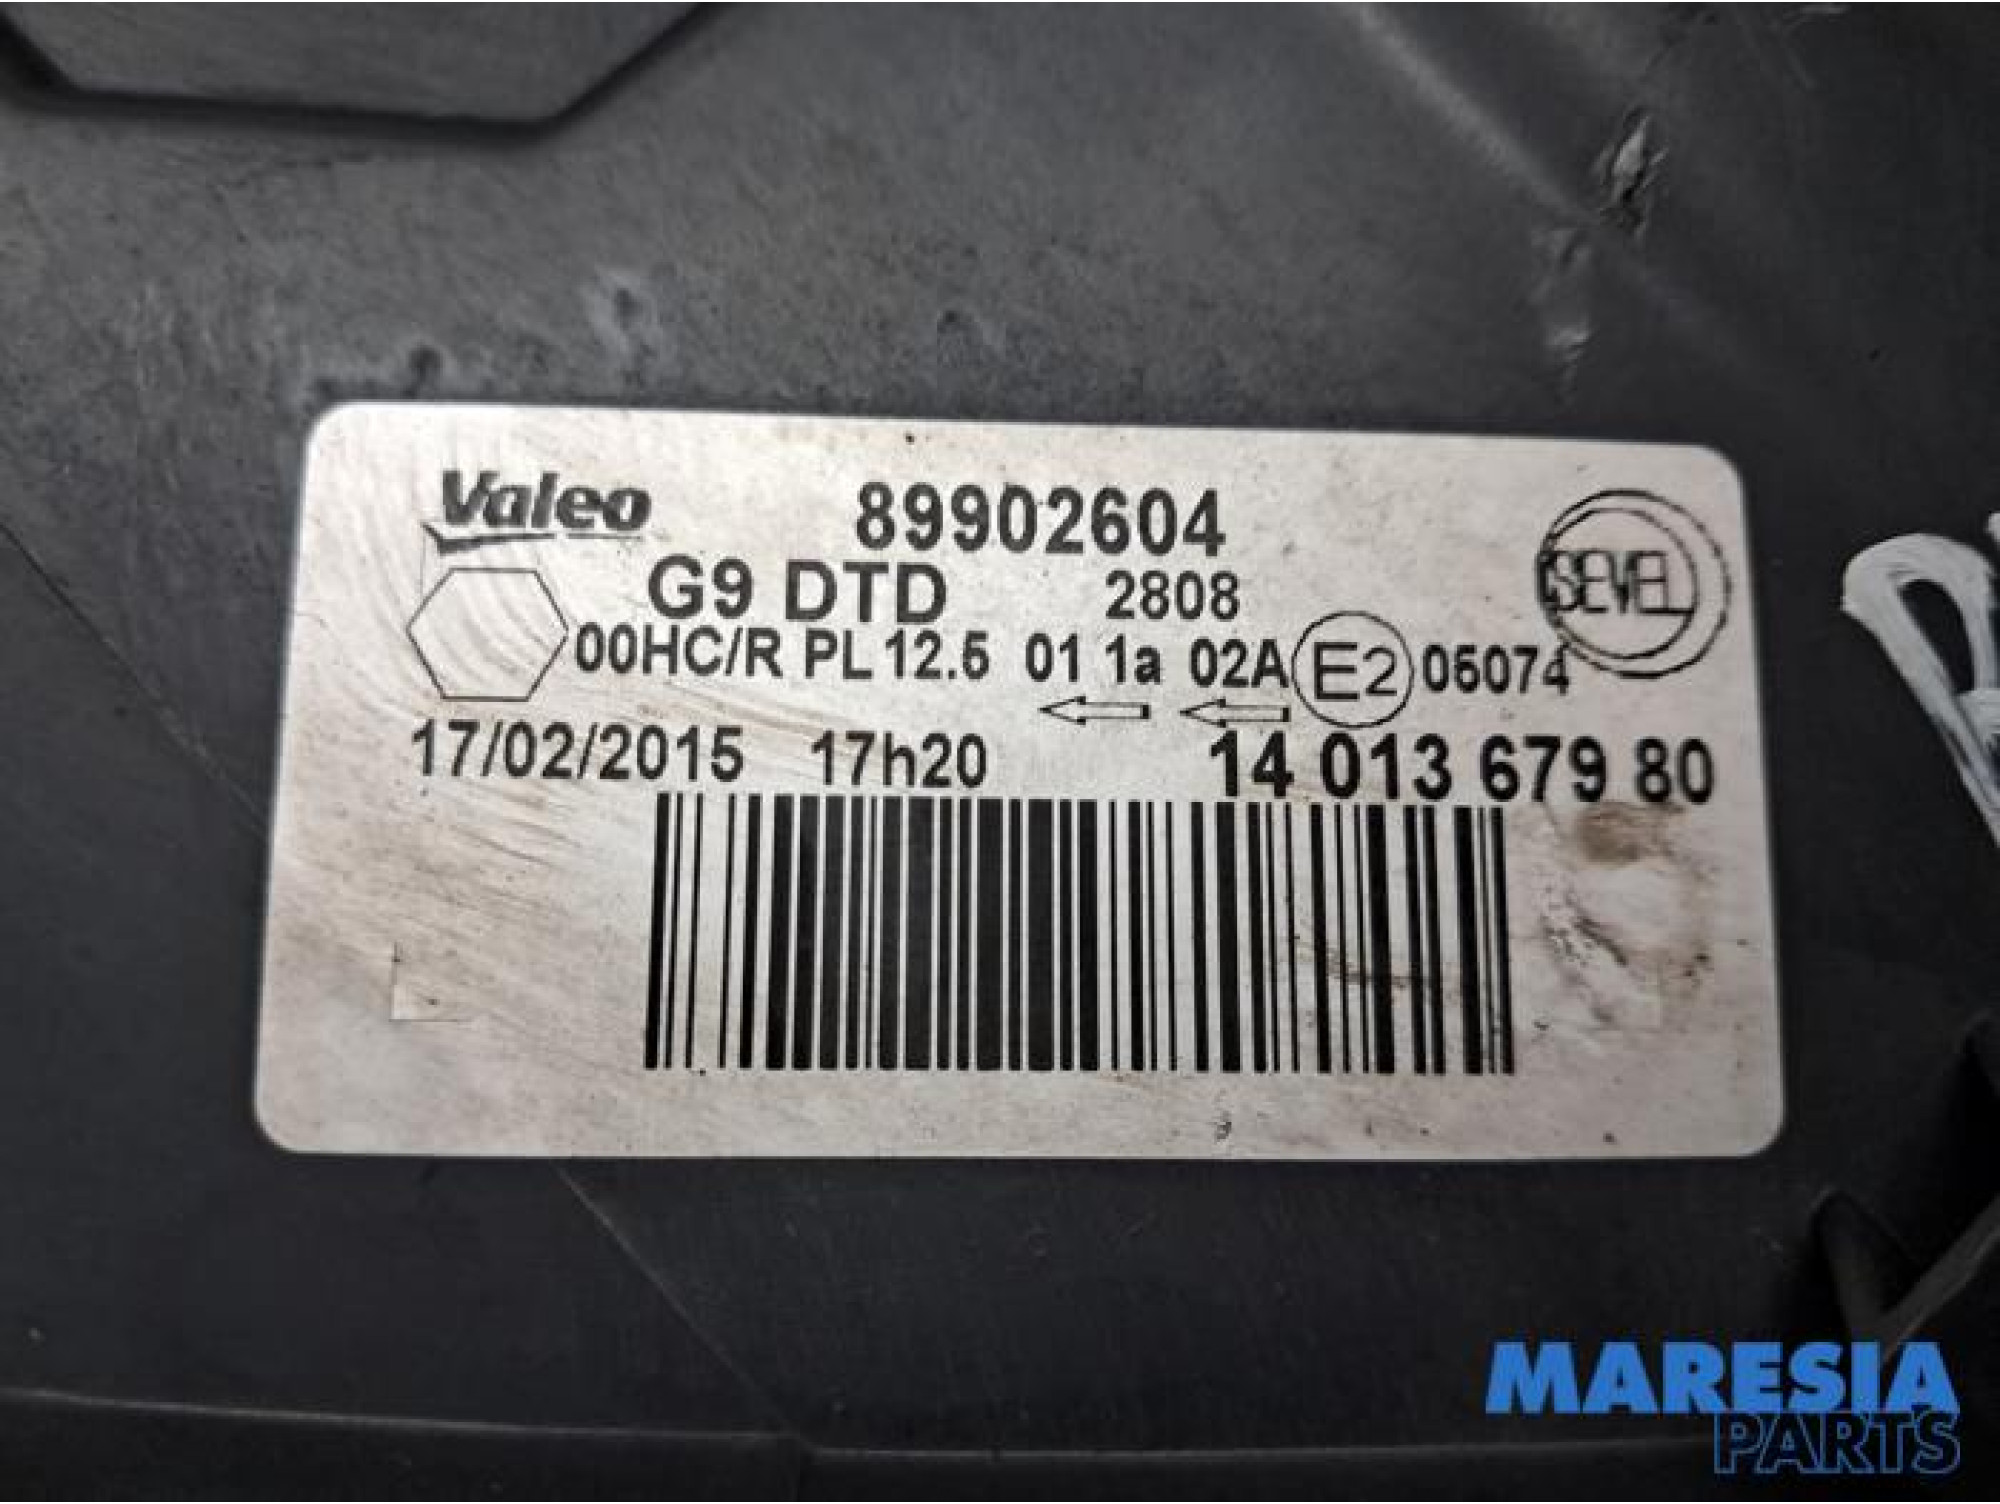 Valeo 89902604
G9 DTD 2808
SEVEL
00HC/R PL 12.5 01 1a 02A E2 05074
17/02/2015 17h20 14 013 679 80
MARESIA
PARTS